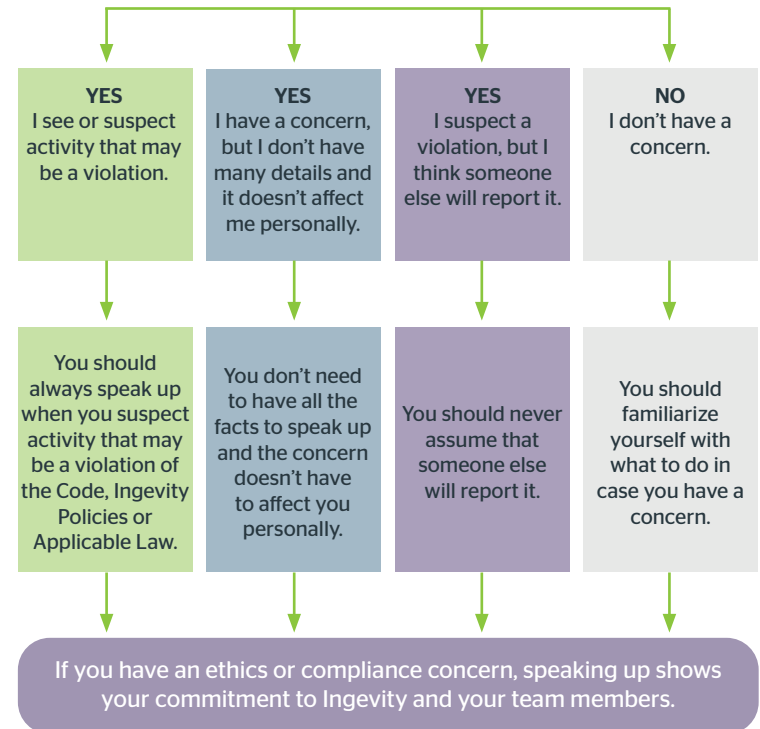 YES
I see or suspect
activity that may
be a violation.
YES
I have a concern,
but I don't have
many details and
it doesn't affect
me personally.
YES
I suspect a
violation, but I
think someone
else will report it.
NO
I don't have a
concern.
You should
always speak up
when you suspect
activity that may
be a violation of
the Code, Ingevity
Policies or
Applicable Law.
You don't need
to have all the
facts to speak up
and the concern
doesn't have
to affect you
personally.
You should never
assume that
someone else
will report it.
You should
familiarize
yourself with
what to do in
case you have a
concern.
If you have an ethics or compliance concern, speaking up shows
your commitment to Ingevity and your team members.